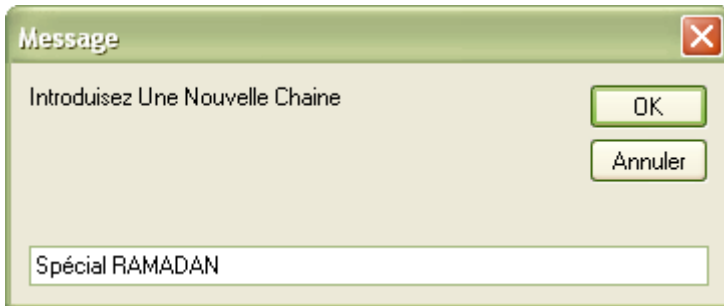 Message
Introduisez Une Nouvelle Chaine
OK
Annuler
Spécial RAMADAN